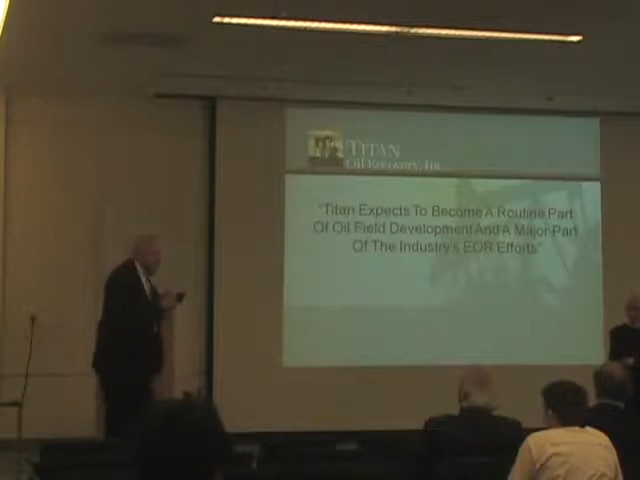 TITAN
Oil Recovery, Inc.
"Titan Expects To Become A Routine Part
Of Oil Field Development And A Major Part
Of The Industry's EOR Efforts"